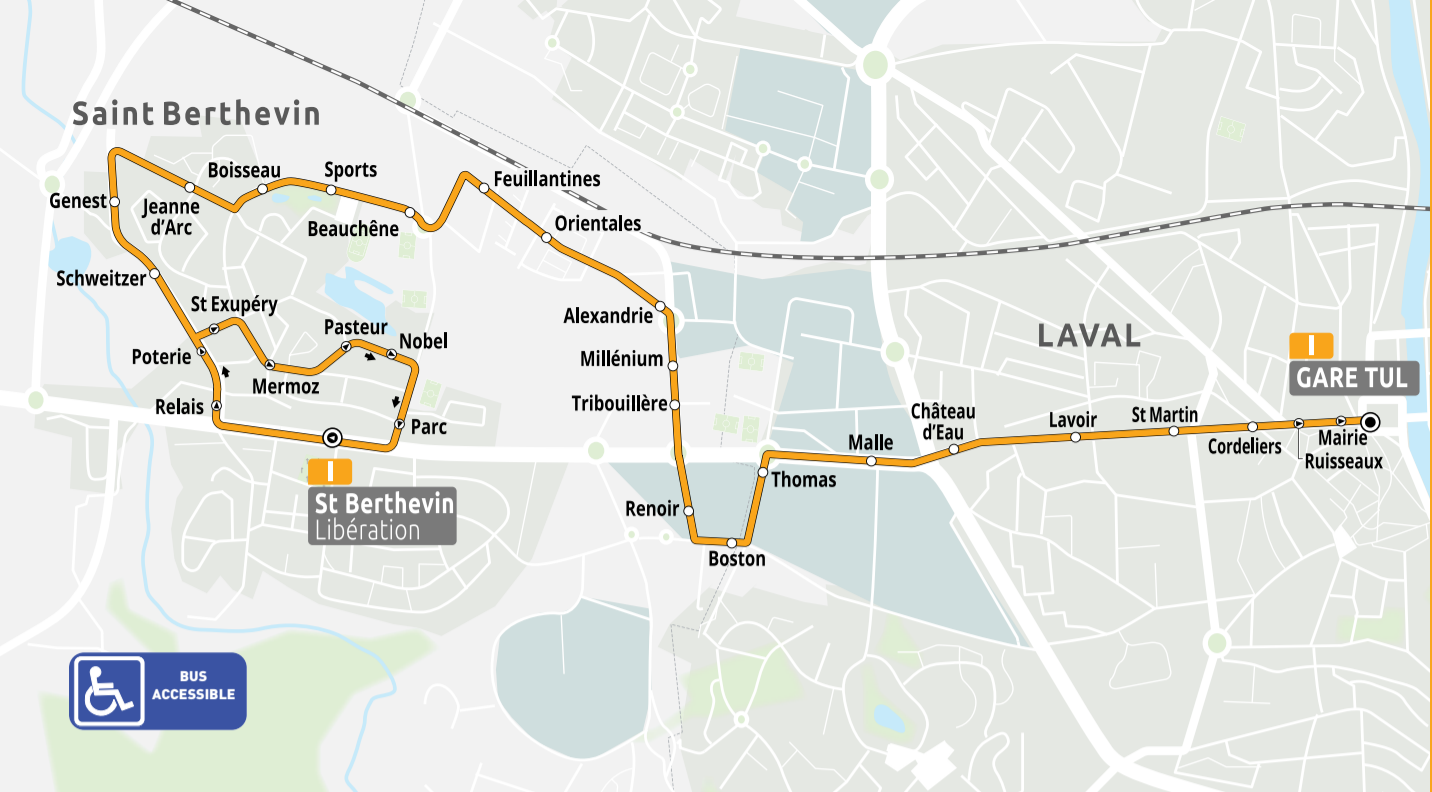 Saint Berthevin
Boisseau
Sports
Feuillantines
Genest
Jeanne
d'Arc
Beauchêne
Orientales
Schweitzer
St Exupéry
Alexandrie
Pasteur
Nobel
LAVAL
I
GARE TUL
Poterie
Mermoz
Millénium
Relais
Tribouillère
Parc
Château
d'Eau
Lavoir
St Martin
Malle
Cordeliers
Mairie
Ruisseaux
I
St Berthevin
Libération
Thomas
Renoir
Boston
BUS
ACCESSIBLE